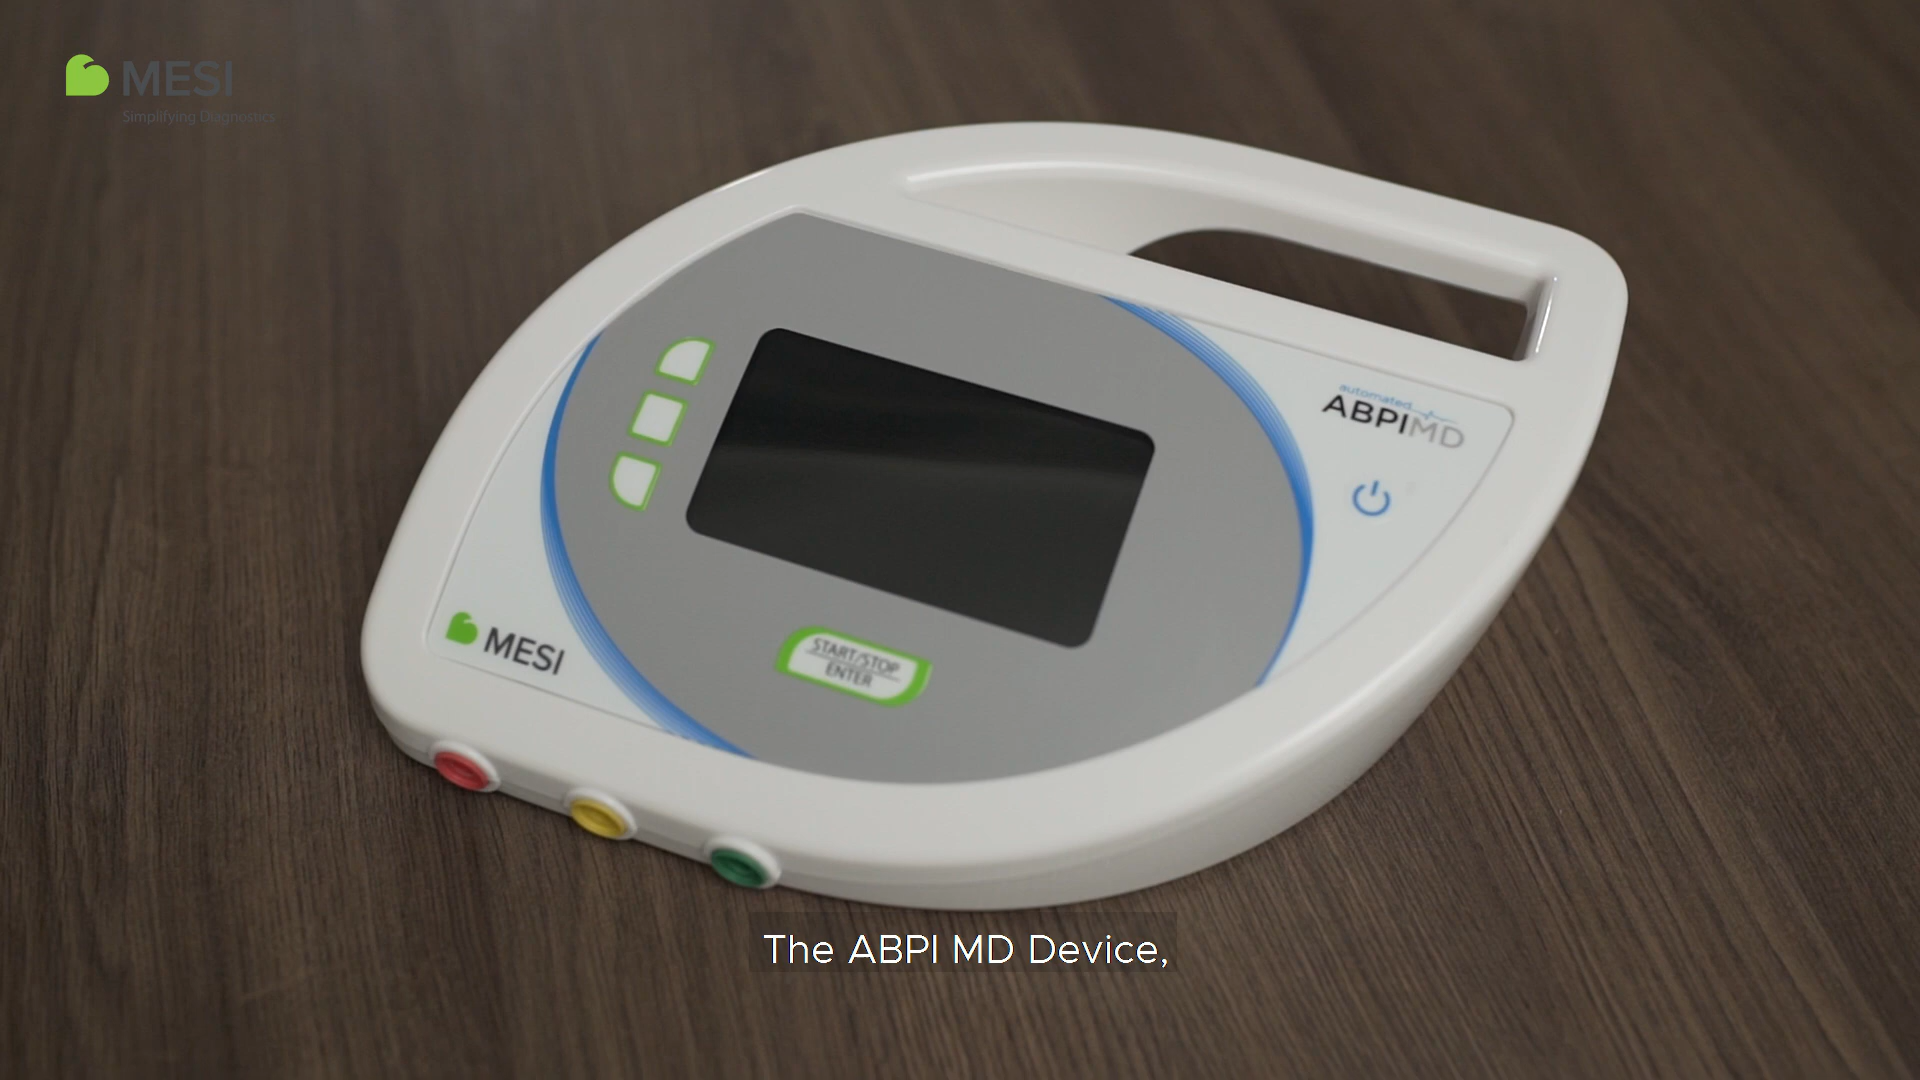 MESI
Simplifying Diagnostics
automated
ABPIMD
START/STOP
ENTER
MESI
The ABPI MD Device,